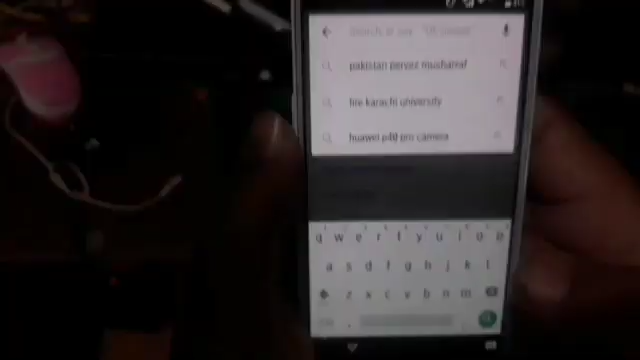 pakistan pervez musharraf
fire karachi university
huawei p40 pro camera
q w e r t y u i o p
a s d f g h j k l
z x c v b n m